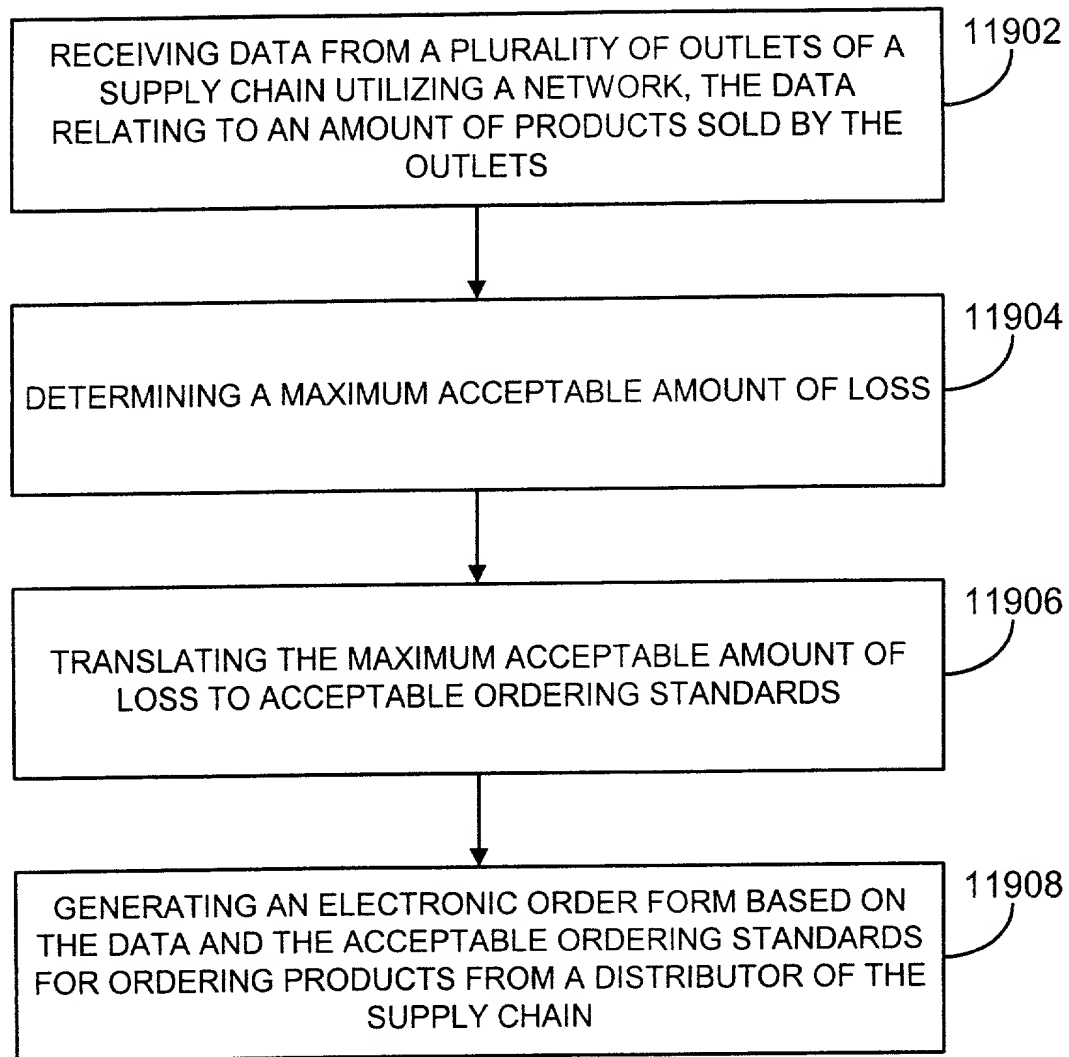 11902
RECEIVING DATA FROM A PLURALITY OF OUTLETS OF A
SUPPLY CHAIN UTILIZING A NETWORK, THE DATA
RELATING TO AN AMOUNT OF PRODUCTS SOLD BY THE
OUTLETS
11904
DETERMINING A MAXIMUM ACCEPTABLE AMOUNT OF LOSS
11906
TRANSLATING THE MAXIMUM ACCEPTABLE AMOUNT OF
LOSS TO ACCEPTABLE ORDERING STANDARDS
11908
GENERATING AN ELECTRONIC ORDER FORM BASED ON
THE DATA AND THE ACCEPTABLE ORDERING STANDARDS
FOR ORDERING PRODUCTS FROM A DISTRIBUTOR OF THE
SUPPLY CHAIN